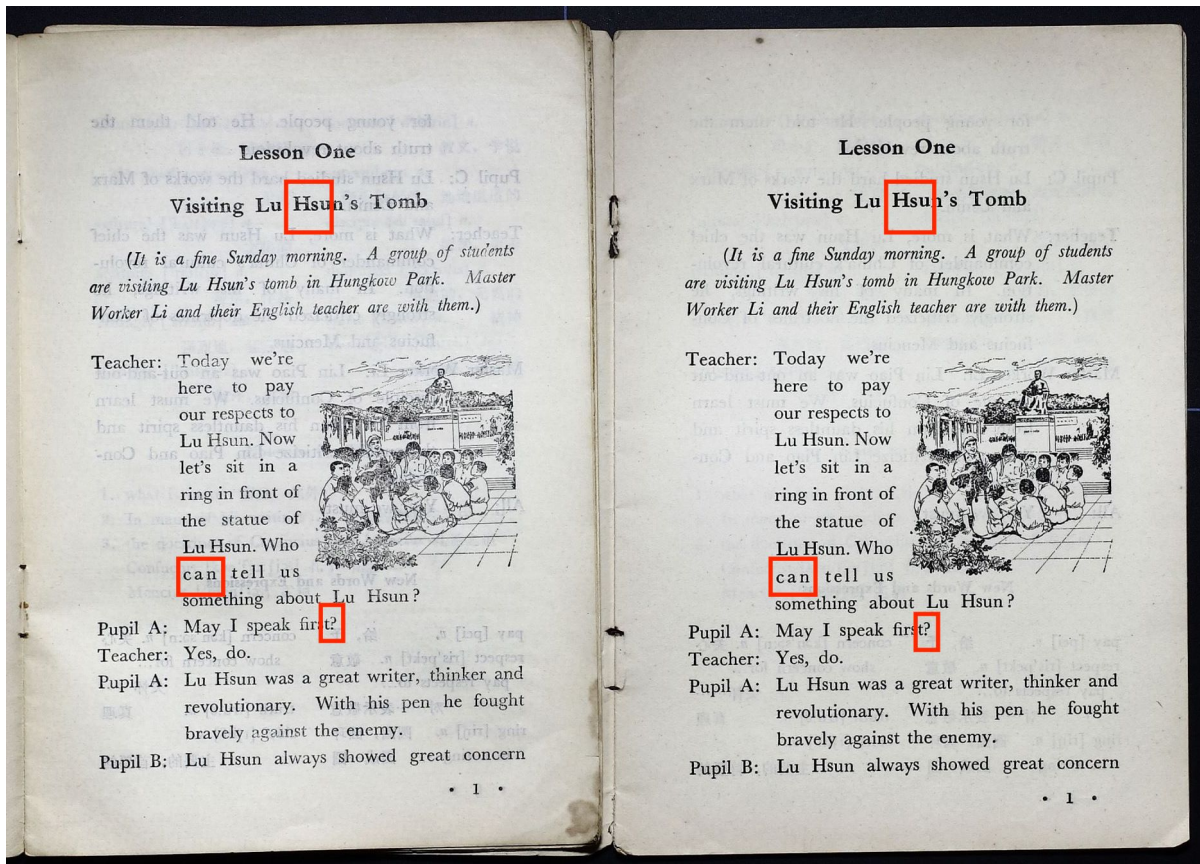 Lesson One
Visiting Lu Hsun's Tomb
(It is a fine Sunday morning. A group of students
are visiting Lu Hsun's tomb in Hungkow Park. Master
Worker Li and their English teacher are with them.)
Teacher: Today we're
here to pay
our respects to
Lu Hsun. Now
let's sit in a
ring in front of
the statue of
Lu Hsun. Who
can tell us
something about Lu Hsun?
Pupil A: May I speak first?
Teacher: Yes, do.
Pupil A: Lu Hsun was a great writer, thinker and
revolutionary. With his pen he fought
bravely against the enemy.
Pupil B: Lu Hsun always showed great concern
· 1 ·
Lesson One
Visiting Lu Hsun's Tomb
(It is a fine Sunday morning. A group of students
are visiting Lu Hsun's tomb in Hungkow Park. Master
Worker Li and their English teacher are with them.)
Teacher: Today we're
here to pay
our respects to
Lu Hsun. Now
let's sit in a
ring in front of
the statue of
Lu Hsun. Who
can tell us
something about Lu Hsun?
Pupil A: May I speak first?
Teacher: Yes, do.
Pupil A: Lu Hsun was a great writer, thinker and
revolutionary. With his pen he fought
bravely against the enemy.
Pupil B: Lu Hsun always showed great concern
· 1 ·